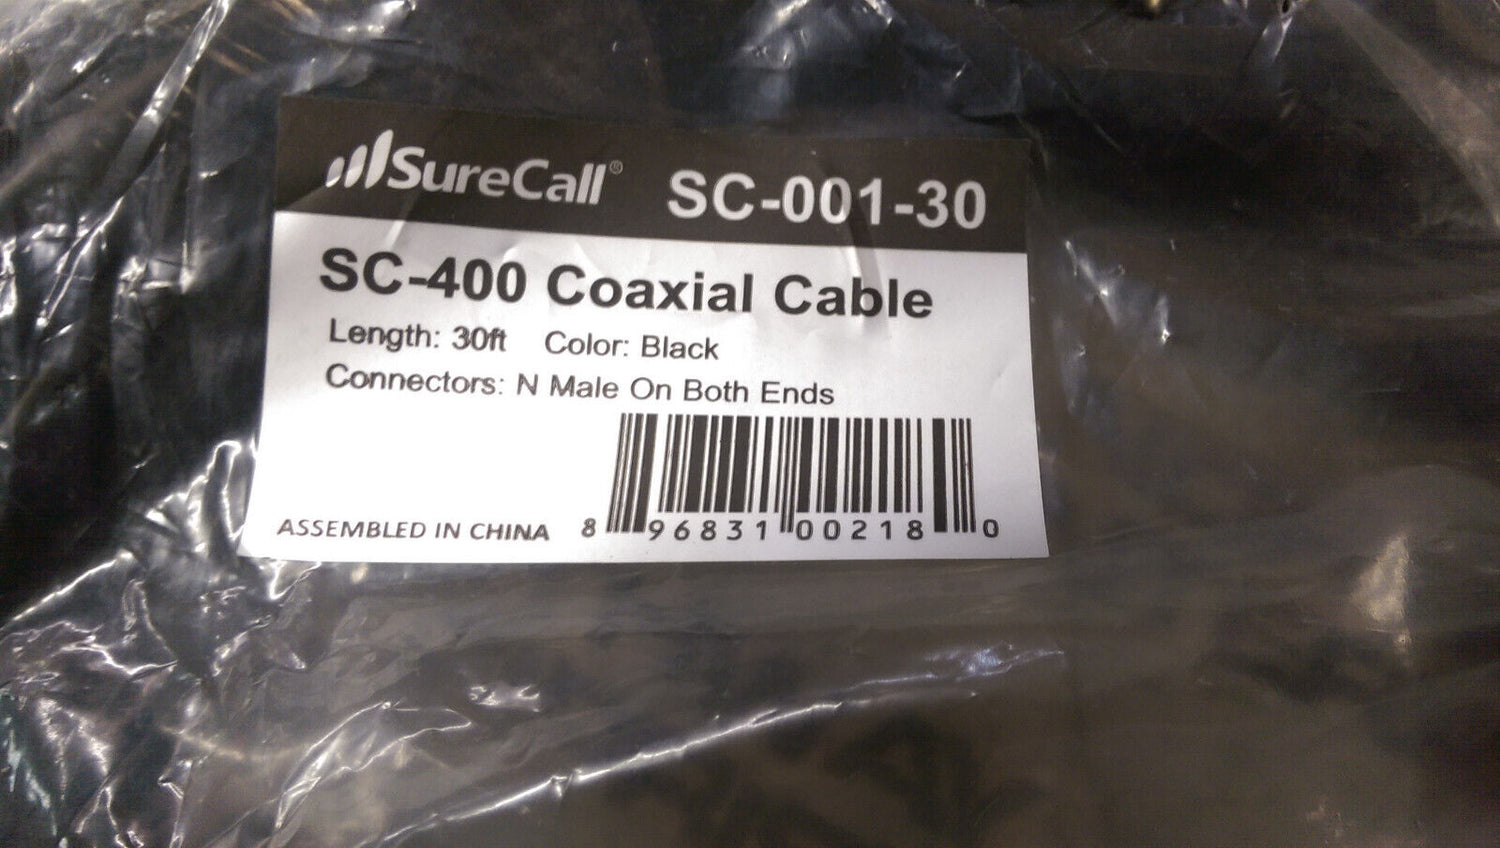 SureCall® SC-001-30
SC-400 Coaxial Cable
Length: 30ft Color: Black
Connectors: N Male On Both Ends
ASSEMBLED IN CHINA 8 96831 00218 0